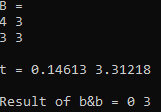 B =
4 3
3 3
t = 0.14613 3.31218
Result of b&b = 0 3